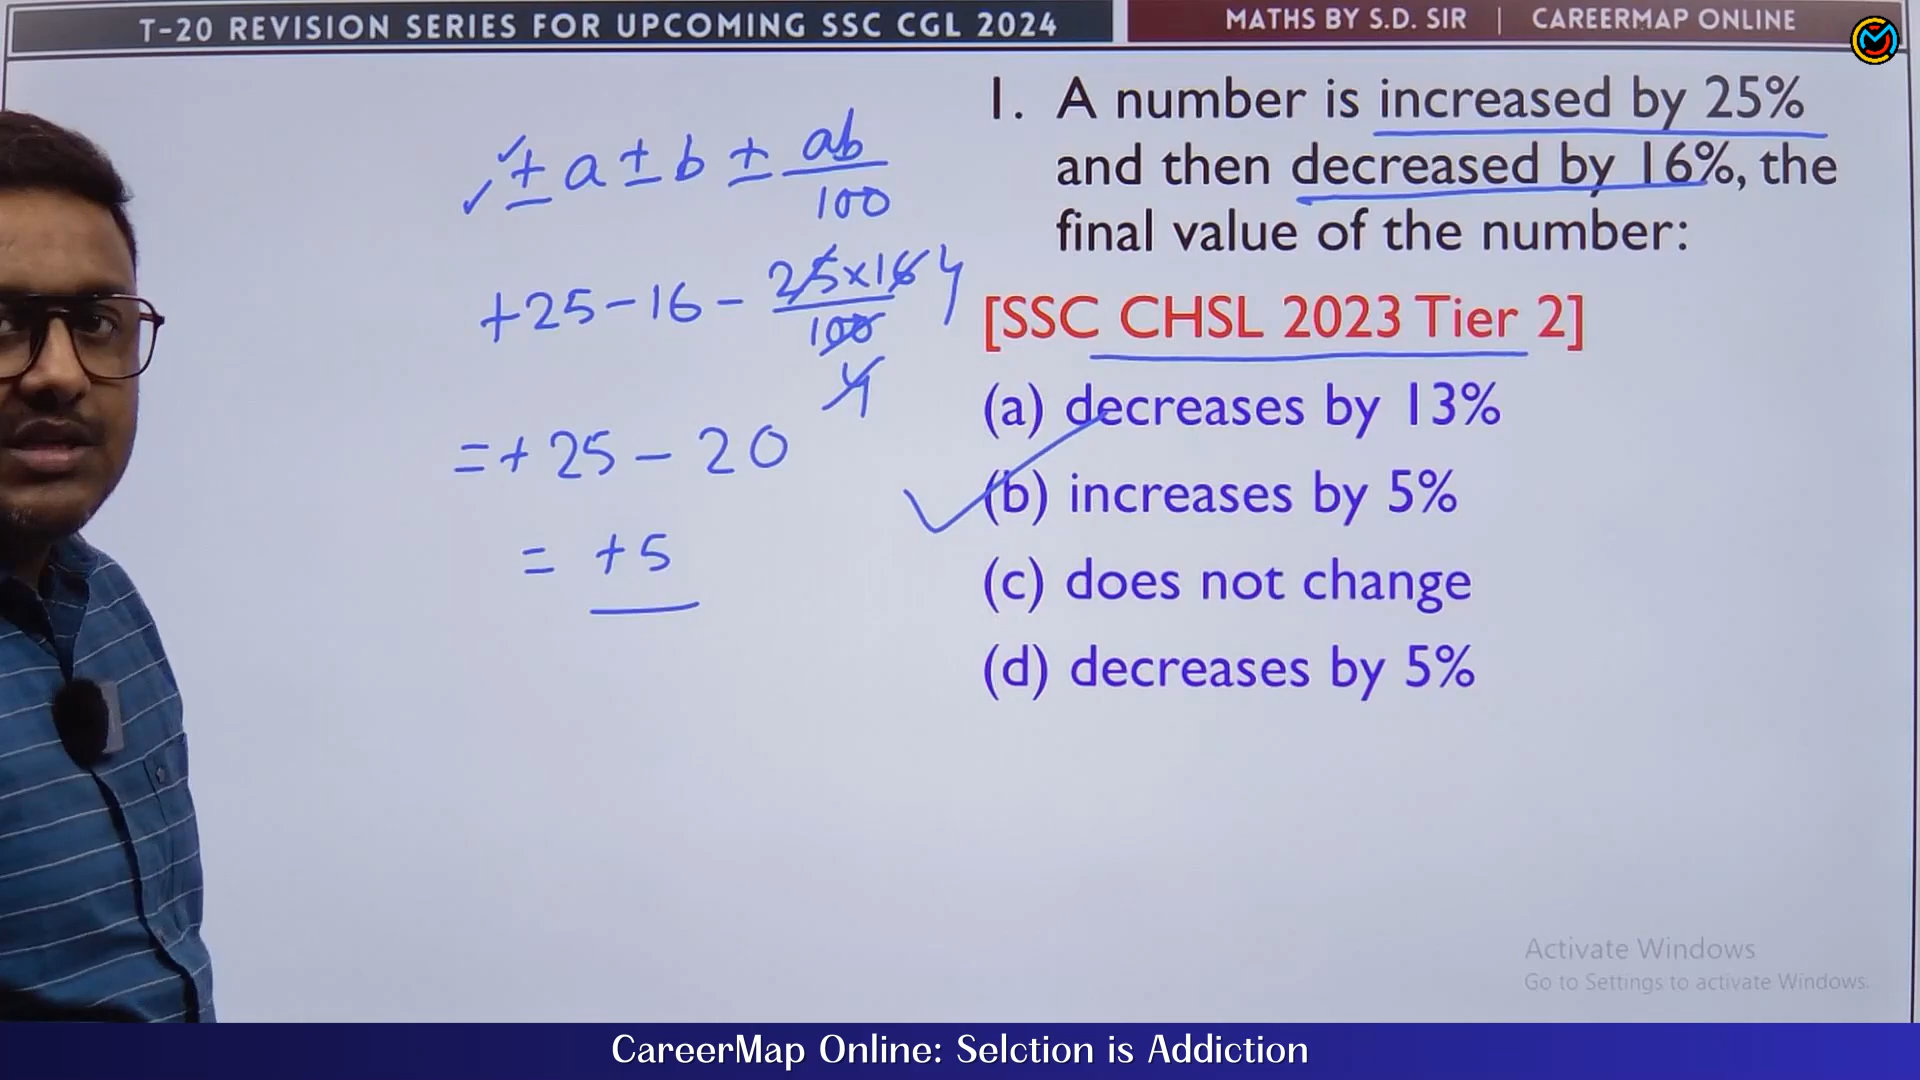 T-20 REVISION SERIES FOR UPCOMING SSC CGL 2024
MATHS BY S.D. SIR | CAREERMAP ONLINE
1. A number is increased by 25%
and then decreased by 16%, the
final value of the number:
[SSC CHSL 2023 Tier 2]
(a) decreases by 13%
(b) increases by 5%
(c) does not change
(d) decreases by 5%
± a ± b ± ab/100
+25-16- 25×16/100 4
4
=+25-20
= +5
Activate Windows
Go to Settings to activate Windows.
CareerMap Online: Selction is Addiction